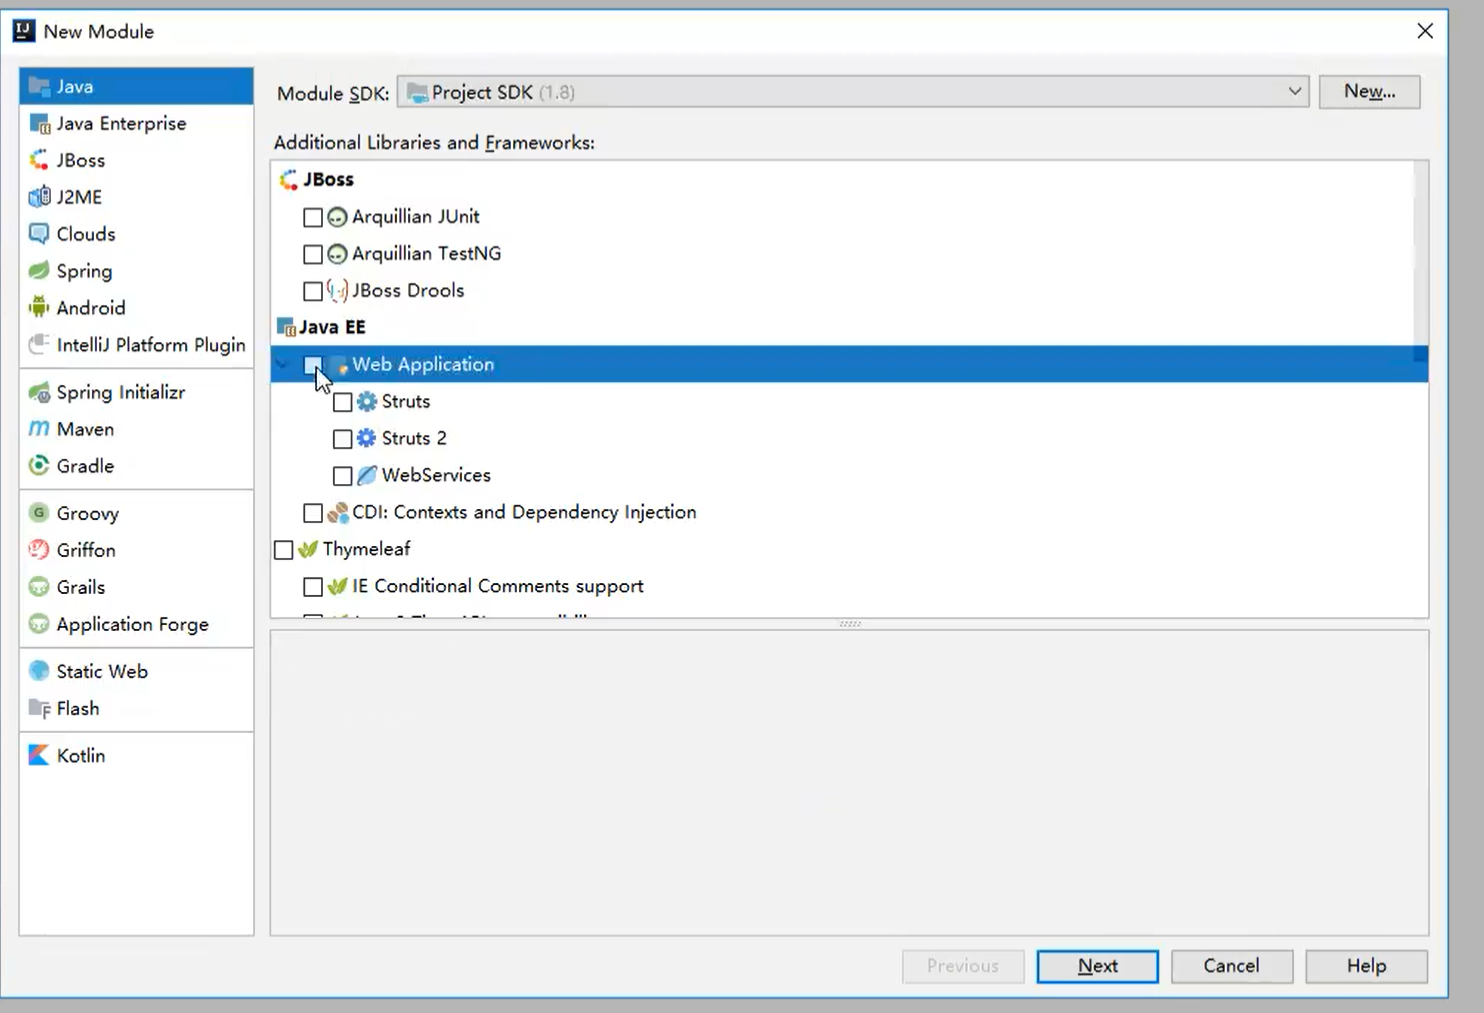 New Module
Java
Java Enterprise
JBoss
J2ME
Clouds
Spring
Android
IntelliJ Platform Plugin
Spring Initializr
Maven
Gradle
Groovy
Griffon
Grails
Application Forge
Static Web
Flash
Kotlin
Module SDK: Project SDK (1.8) New...
Additional Libraries and Frameworks:
JBoss
Arquillian JUnit
Arquillian TestNG
JBoss Drools
Java EE
Web Application
Struts
Struts 2
WebServices
CDI: Contexts and Dependency Injection
Thymeleaf
IE Conditional Comments support
Previous Next Cancel Help